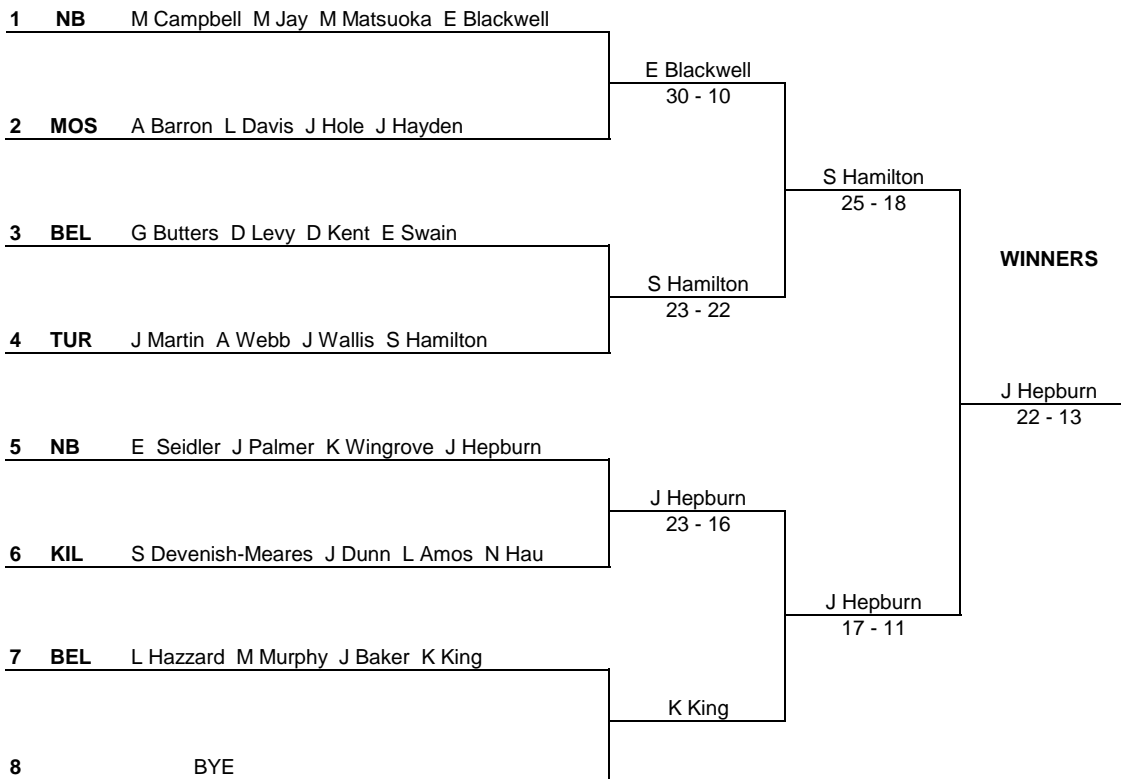 1 NB M Campbell M Jay M Matsuoka E Blackwell
E Blackwell
30 - 10
2 MOS A Barron L Davis J Hole J Hayden
S Hamilton
25 - 18
3 BEL G Butters D Levy D Kent E Swain
WINNERS
S Hamilton
23 - 22
4 TUR J Martin A Webb J Wallis S Hamilton
J Hepburn
22 - 13
5 NB E Seidler J Palmer K Wingrove J Hepburn
J Hepburn
23 - 16
6 KIL S Devenish-Meares J Dunn L Amos N Hau
J Hepburn
17 - 11
7 BEL L Hazzard M Murphy J Baker K King
K King
8 BYE